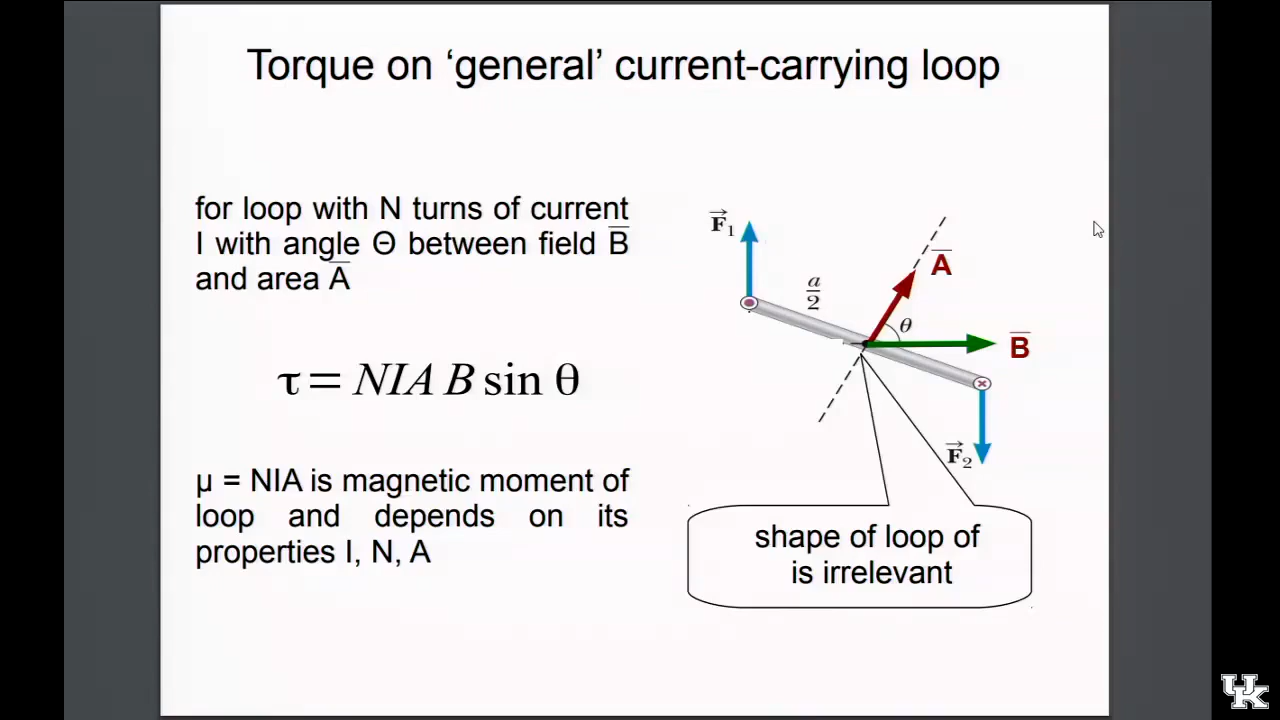 Torque on ‘general’ current-carrying loop
for loop with N turns of current
I with angle Θ between field B̅
and area A̅
τ = NIA B sin θ
μ = NIA is magnetic moment of
loop and depends on its
properties I, N, A
F⃗₁
a/2
A̅
θ
B̅
F⃗₂
shape of loop of
is irrelevant
UK